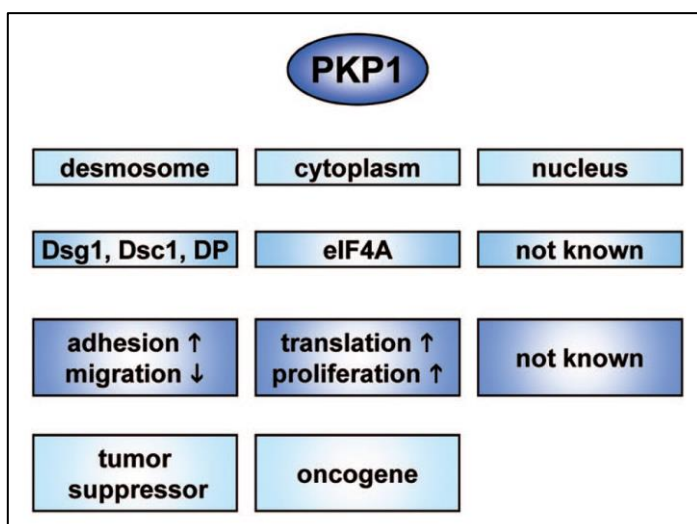 PKP1
desmosome
cytoplasm
nucleus
Dsg1, Dsc1, DP
eIF4A
not known
adhesion ↑
migration ↓
translation ↑
proliferation ↑
not known
tumor
suppressor
oncogene